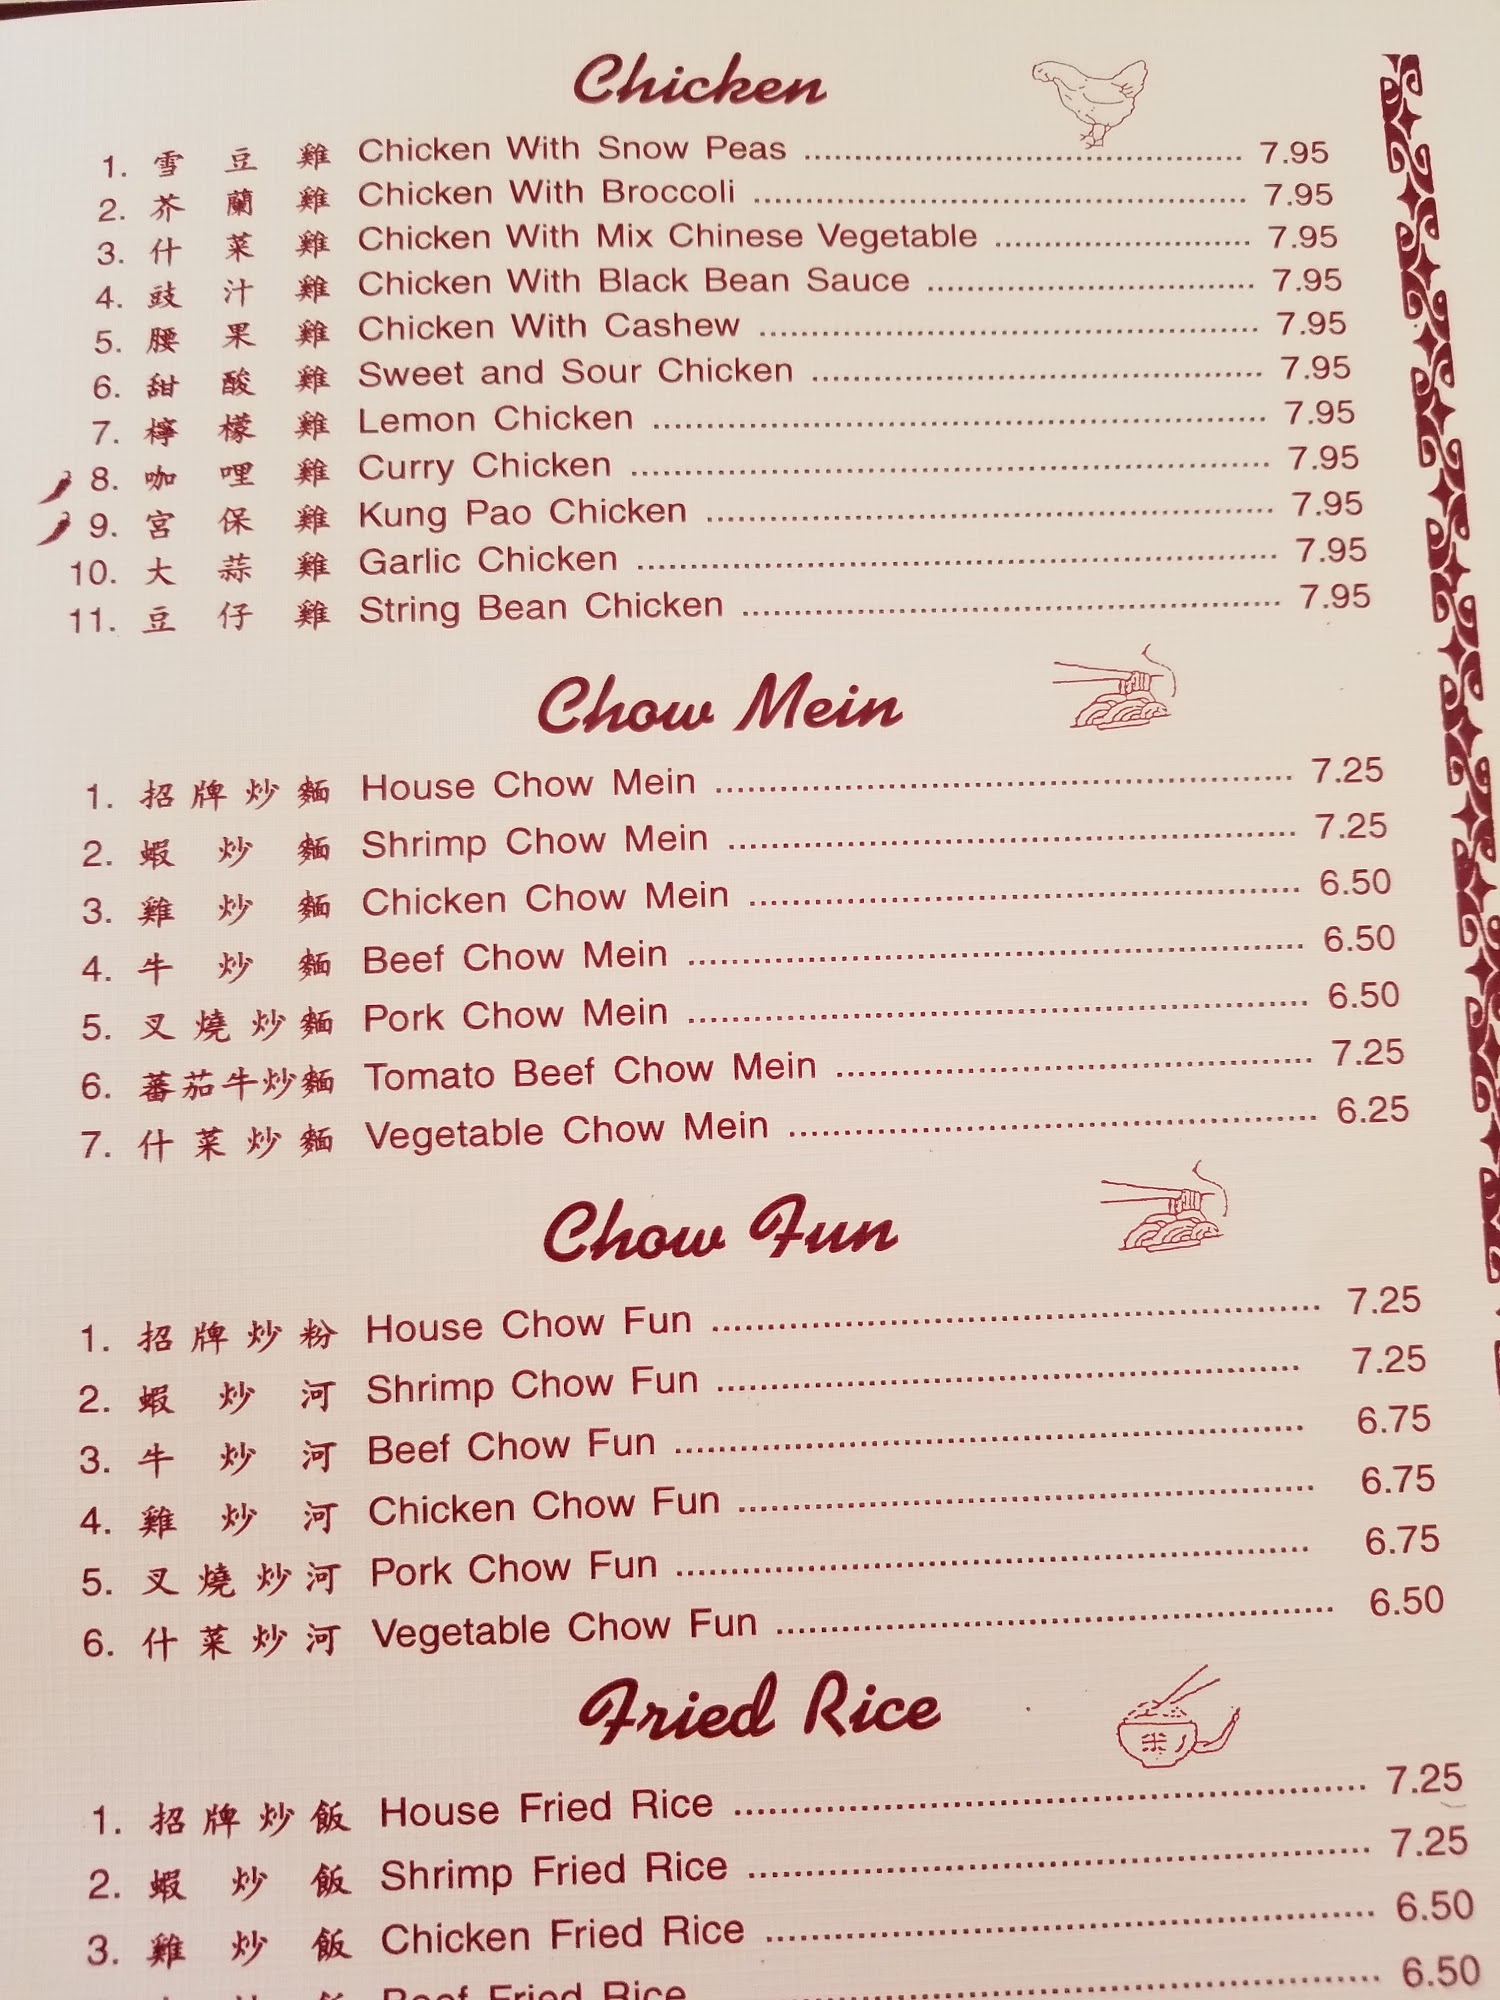 Chicken
1. 雪豆雞 Chicken With Snow Peas ........ 7.95
2. 芥蘭雞 Chicken With Broccoli ........ 7.95
3. 什菜雞 Chicken With Mix Chinese Vegetable ........ 7.95
4. 豉汁雞 Chicken With Black Bean Sauce ........ 7.95
5. 腰果雞 Chicken With Cashew ........ 7.95
6. 甜酸雞 Sweet and Sour Chicken ........ 7.95
7. 檸檬雞 Lemon Chicken ........ 7.95
8. 咖哩雞 Curry Chicken ........ 7.95
9. 宮保雞 Kung Pao Chicken ........ 7.95
10. 大蒜雞 Garlic Chicken ........ 7.95
11. 豆仔雞 String Bean Chicken ........ 7.95
Chow Mein
1. 招牌炒麵 House Chow Mein ........ 7.25
2. 蝦炒麵 Shrimp Chow Mein ........ 7.25
3. 雞炒麵 Chicken Chow Mein ........ 6.50
4. 牛炒麵 Beef Chow Mein ........ 6.50
5. 叉燒炒麵 Pork Chow Mein ........ 6.50
6. 蕃茄牛炒麵 Tomato Beef Chow Mein ........ 7.25
7. 什菜炒麵 Vegetable Chow Mein ........ 6.25
Chow Fun
1. 招牌炒粉 House Chow Fun ........ 7.25
2. 蝦炒河 Shrimp Chow Fun ........ 7.25
3. 牛炒河 Beef Chow Fun ........ 6.75
4. 雞炒河 Chicken Chow Fun ........ 6.75
5. 叉燒炒河 Pork Chow Fun ........ 6.75
6. 什菜炒河 Vegetable Chow Fun ........ 6.50
Fried Rice
米
1. 招牌炒飯 House Fried Rice ........ 7.25
2. 蝦炒飯 Shrimp Fried Rice ........ 7.25
3. 雞炒飯 Chicken Fried Rice ........ 6.50
Beef Fried Rice ........ 6.50